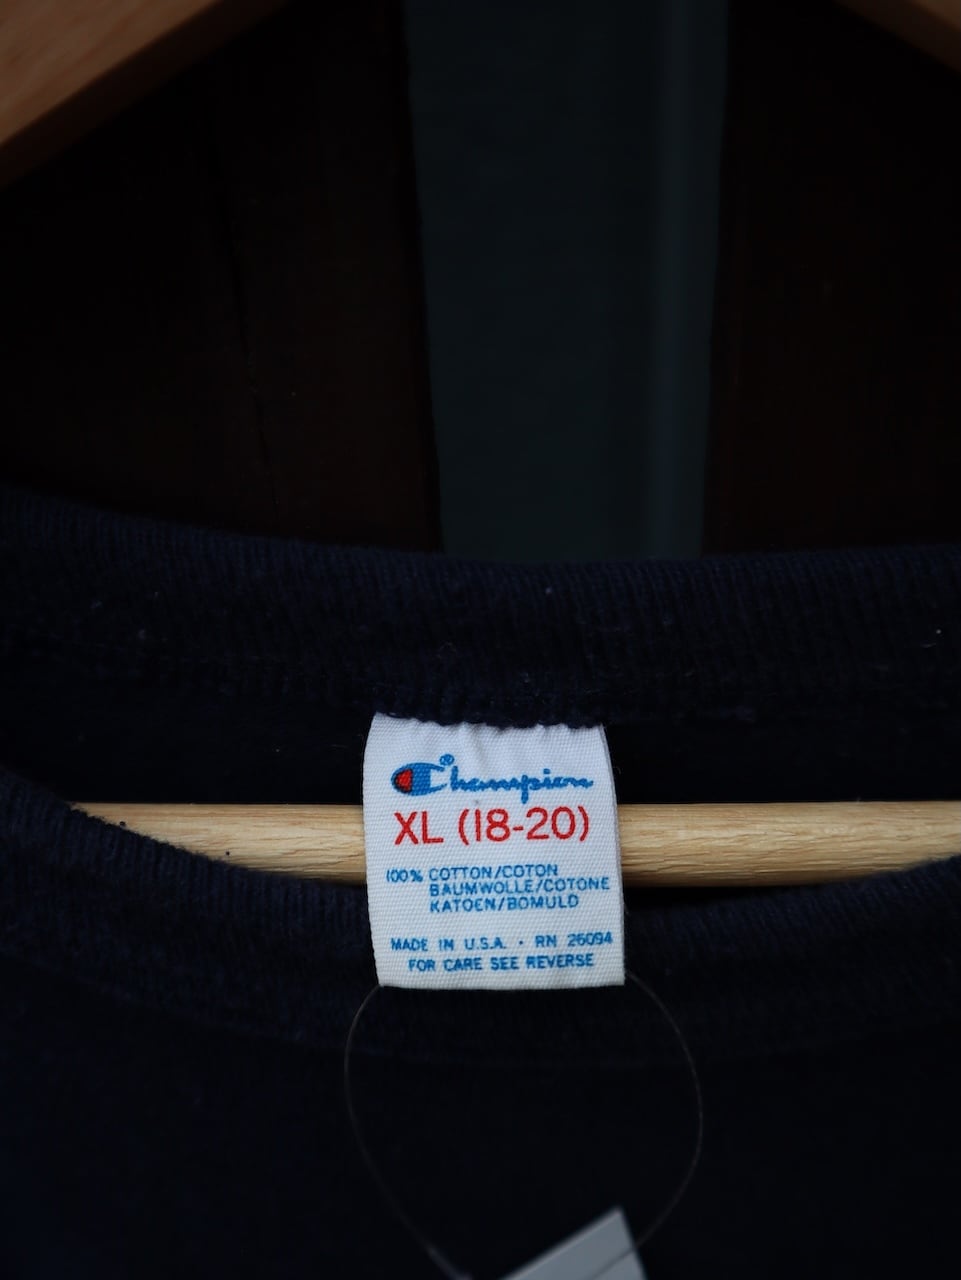 Champion®
XL (18-20)
100% COTTON/COTON
BAUMWOLLE/COTONE
KATOEN/BOMULD
MADE IN U.S.A. · RN 26094
FOR CARE SEE REVERSE